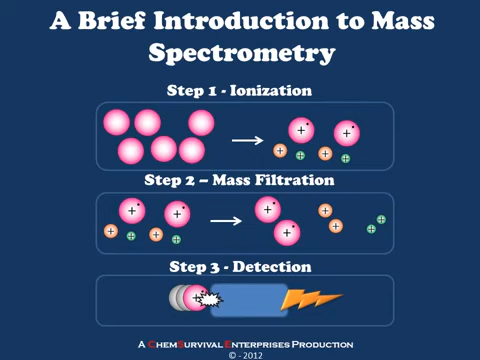 A Brief Introduction to Mass
Spectrometry
Step 1 - Ionization
+ +
+ + + +
Step 2 – Mass Filtration
+ + + +
+ + + + + + + +
Step 3 - Detection
+
A CHEMSURVIVAL ENTERPRISES PRODUCTION
© - 2012